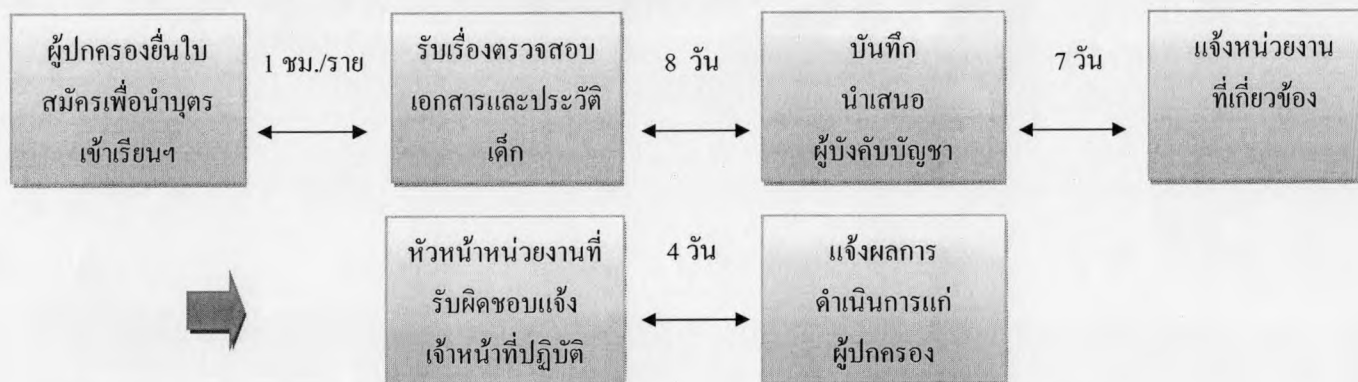 ผู้ปกครองยื่นใบ
สมัครเพื่อนำบุตร
เข้าเรียนฯ
1 ชม./ราย
รับเรื่องตรวจสอบ
เอกสารและประวัติ
เด็ก
8 วัน
บันทึก
นำเสนอ
ผู้บังคับบัญชา
7 วัน
แจ้งหน่วยงาน
ที่เกี่ยวข้อง
หัวหน้าหน่วยงานที่
รับผิดชอบแจ้ง
เจ้าหน้าที่ปฏิบัติ
4 วัน
แจ้งผลการ
ดำเนินการแก่
ผู้ปกครอง